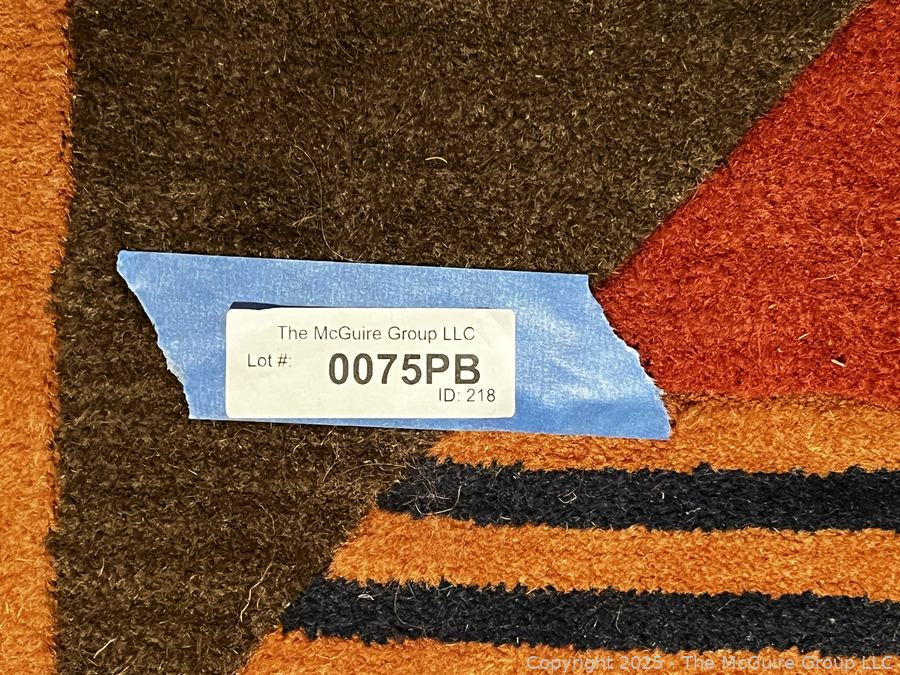 The McGuire Group LLC
Lot #: 0075PB
ID: 218
Copyright 2025 - The McGuire Group LLC